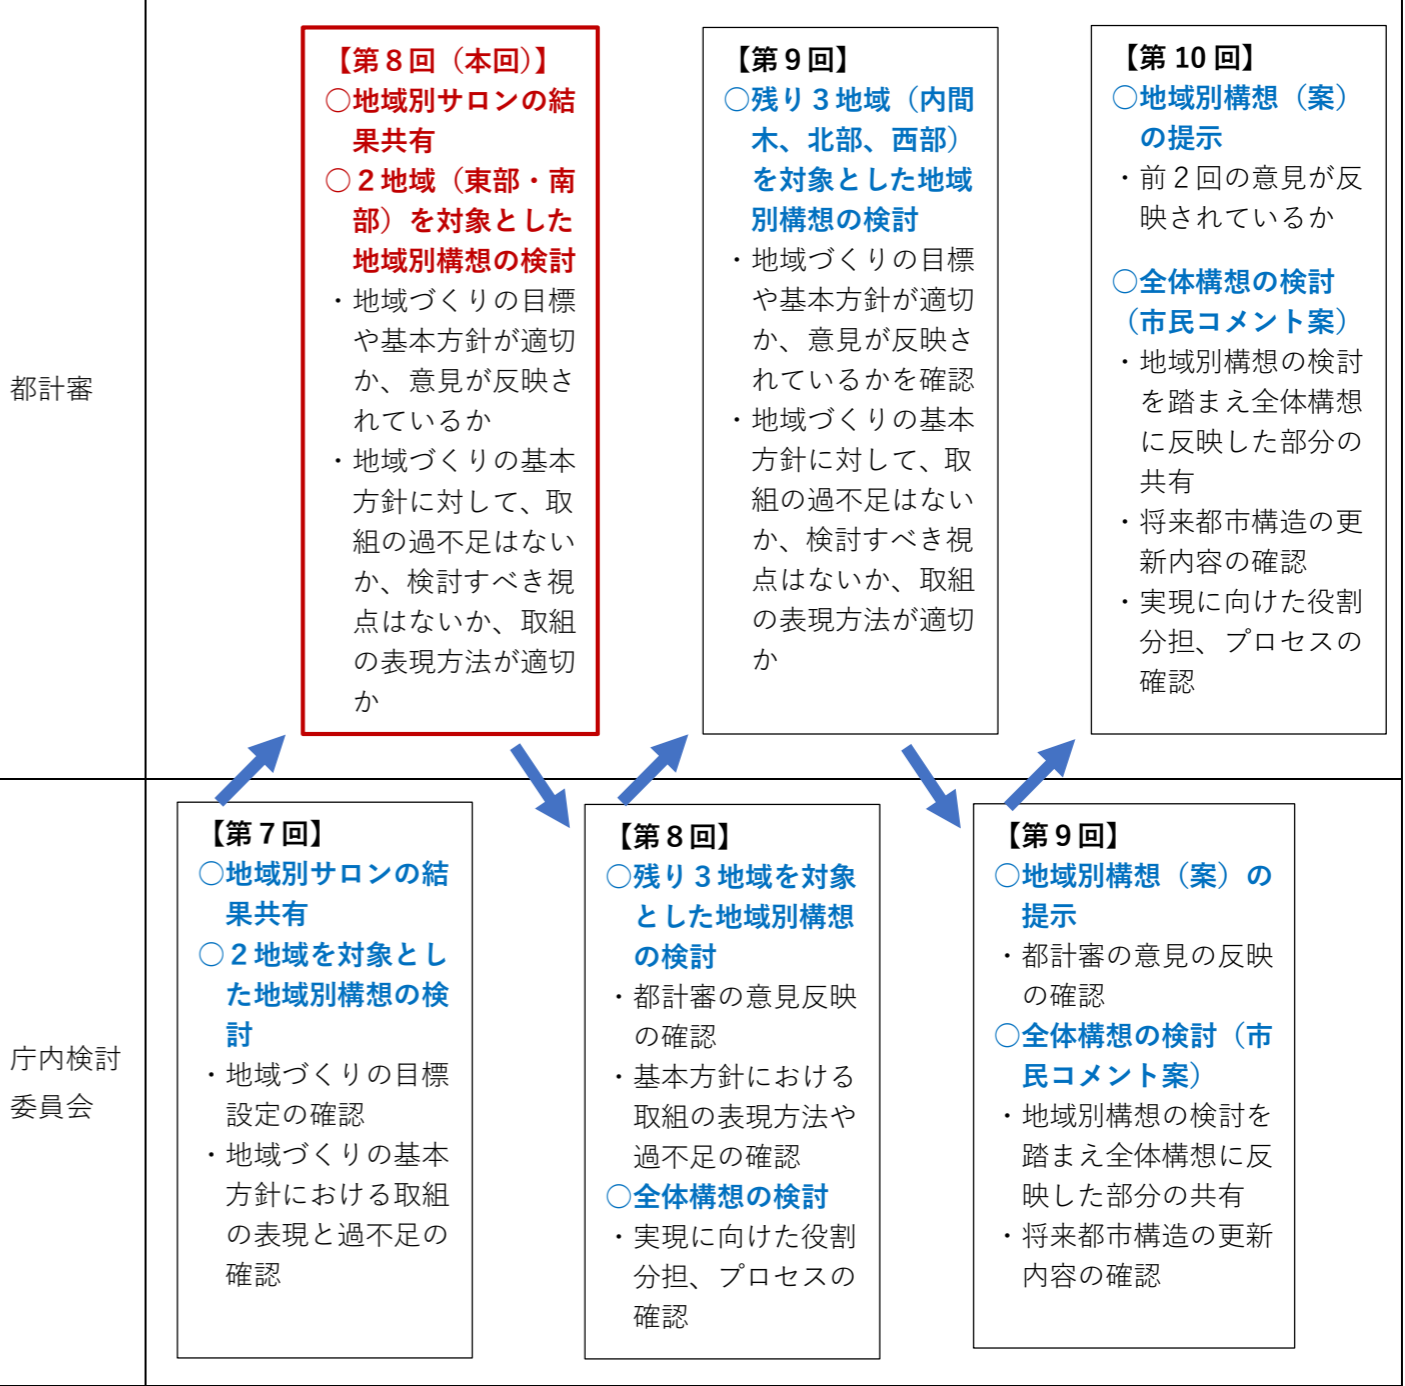 都計審
【第８回（本回）】
○地域別サロンの結
果共有
○２地域（東部・南
部）を対象とした
地域別構想の検討
・地域づくりの目標
や基本方針が適切
か、意見が反映さ
れているか
・地域づくりの基本
方針に対して、取
組の過不足はない
か、検討すべき視
点はないか、取組
の表現方法が適切
か
【第９回】
○残り３地域（内間
木、北部、西部）
を対象とした地域
別構想の検討
・地域づくりの目標
や基本方針が適切
か、意見が反映さ
れているかを確認
・地域づくりの基本
方針に対して、取
組の過不足はない
か、検討すべき視
点はないか、取組
の表現方法が適切
か
【第 10 回】
○地域別構想（案）
の提示
・前２回の意見が反
映されているか
○全体構想の検討
（市民コメント案）
・地域別構想の検討
を踏まえ全体構想
に反映した部分の
共有
・将来都市構造の更
新内容の確認
・実現に向けた役割
分担、プロセスの
確認
庁内検討
委員会
【第７回】
○地域別サロンの結
果共有
○２地域を対象とし
た地域別構想の検
討
・地域づくりの目標
設定の確認
・地域づくりの基本
方針における取組
の表現と過不足の
確認
【第８回】
○残り３地域を対象
とした地域別構想
の検討
・都計審の意見反映
の確認
・基本方針における
取組の表現方法や
過不足の確認
○全体構想の検討
・実現に向けた役割
分担、プロセスの
確認
【第９回】
○地域別構想（案）の
提示
・都計審の意見の反映
の確認
○全体構想の検討（市
民コメント案）
・地域別構想の検討を
踏まえ全体構想に反
映した部分の共有
・将来都市構造の更新
内容の確認